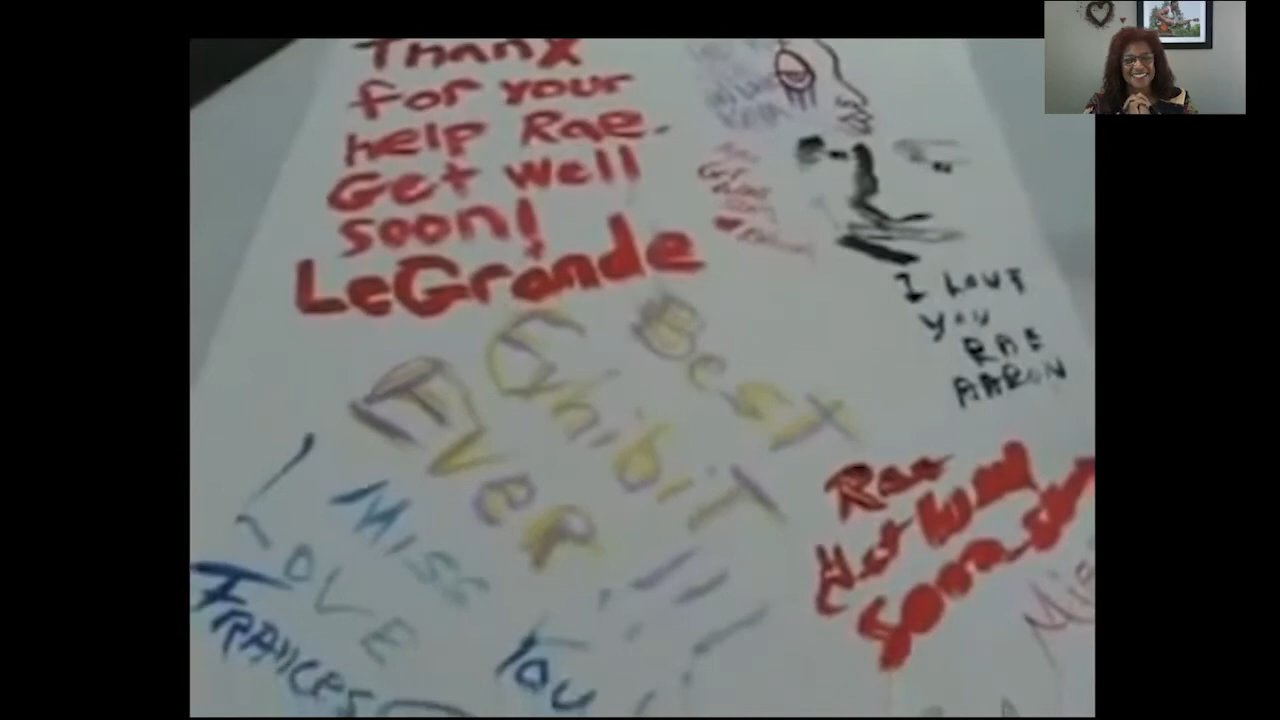 Thanx
for your
help Rae.
Get well
soon!
LeGrande
I LOVE
YOU
RAE
AARON
Best
Exhibit
Ever
!!!
I MISS You
LOVE
FRANCES
Rae
Get Well
Soon